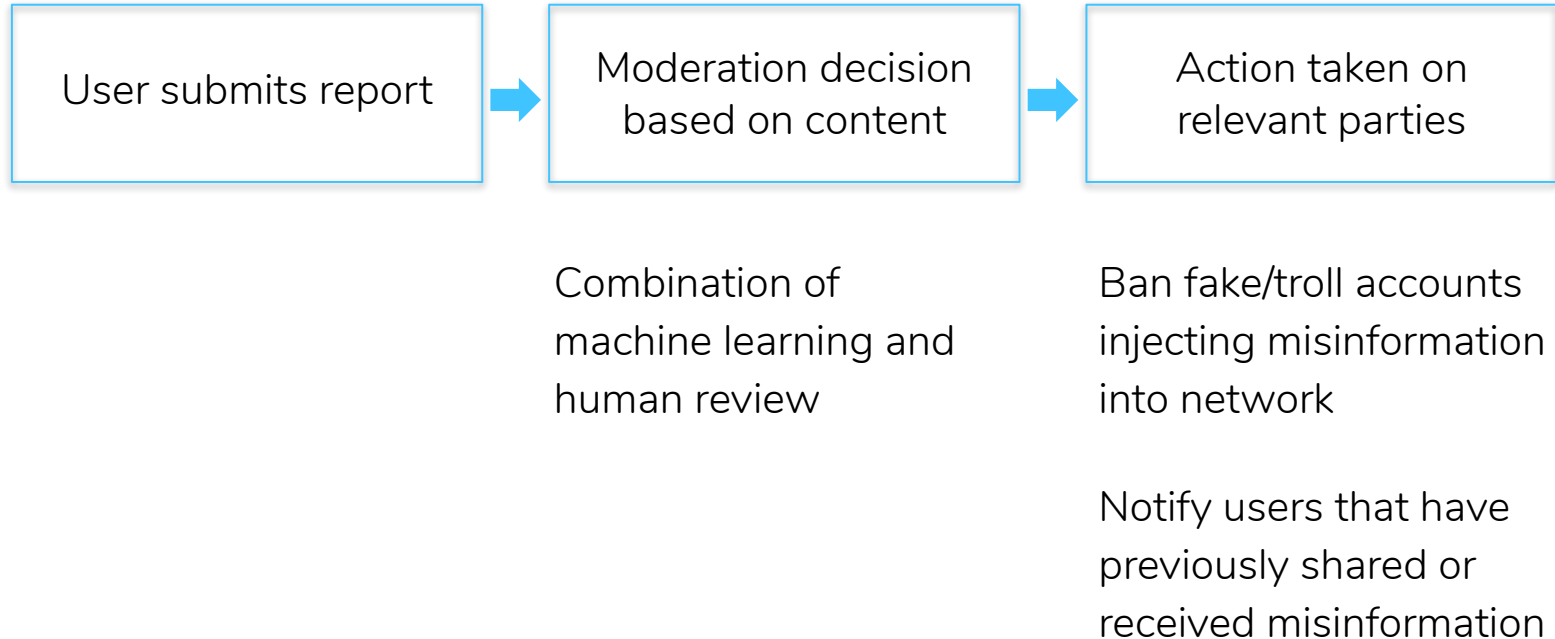 User submits report
Moderation decision
based on content
Action taken on
relevant parties
Combination of
machine learning and
human review
Ban fake/troll accounts
injecting misinformation
into network
Notify users that have
previously shared or
received misinformation